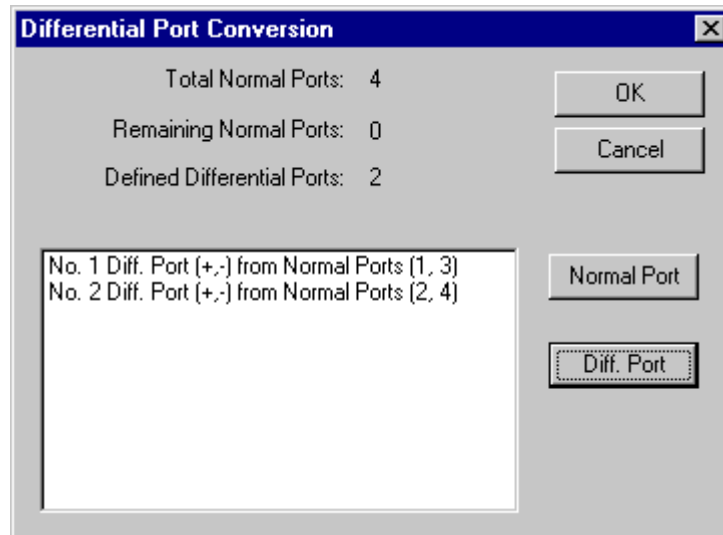 Differential Port Conversion
Total Normal Ports: 4
Remaining Normal Ports: 0
Defined Differential Ports: 2
OK
Cancel
No. 1 Diff. Port (+,-) from Normal Ports (1, 3)
No. 2 Diff. Port (+,-) from Normal Ports (2, 4)
Normal Port
Diff. Port